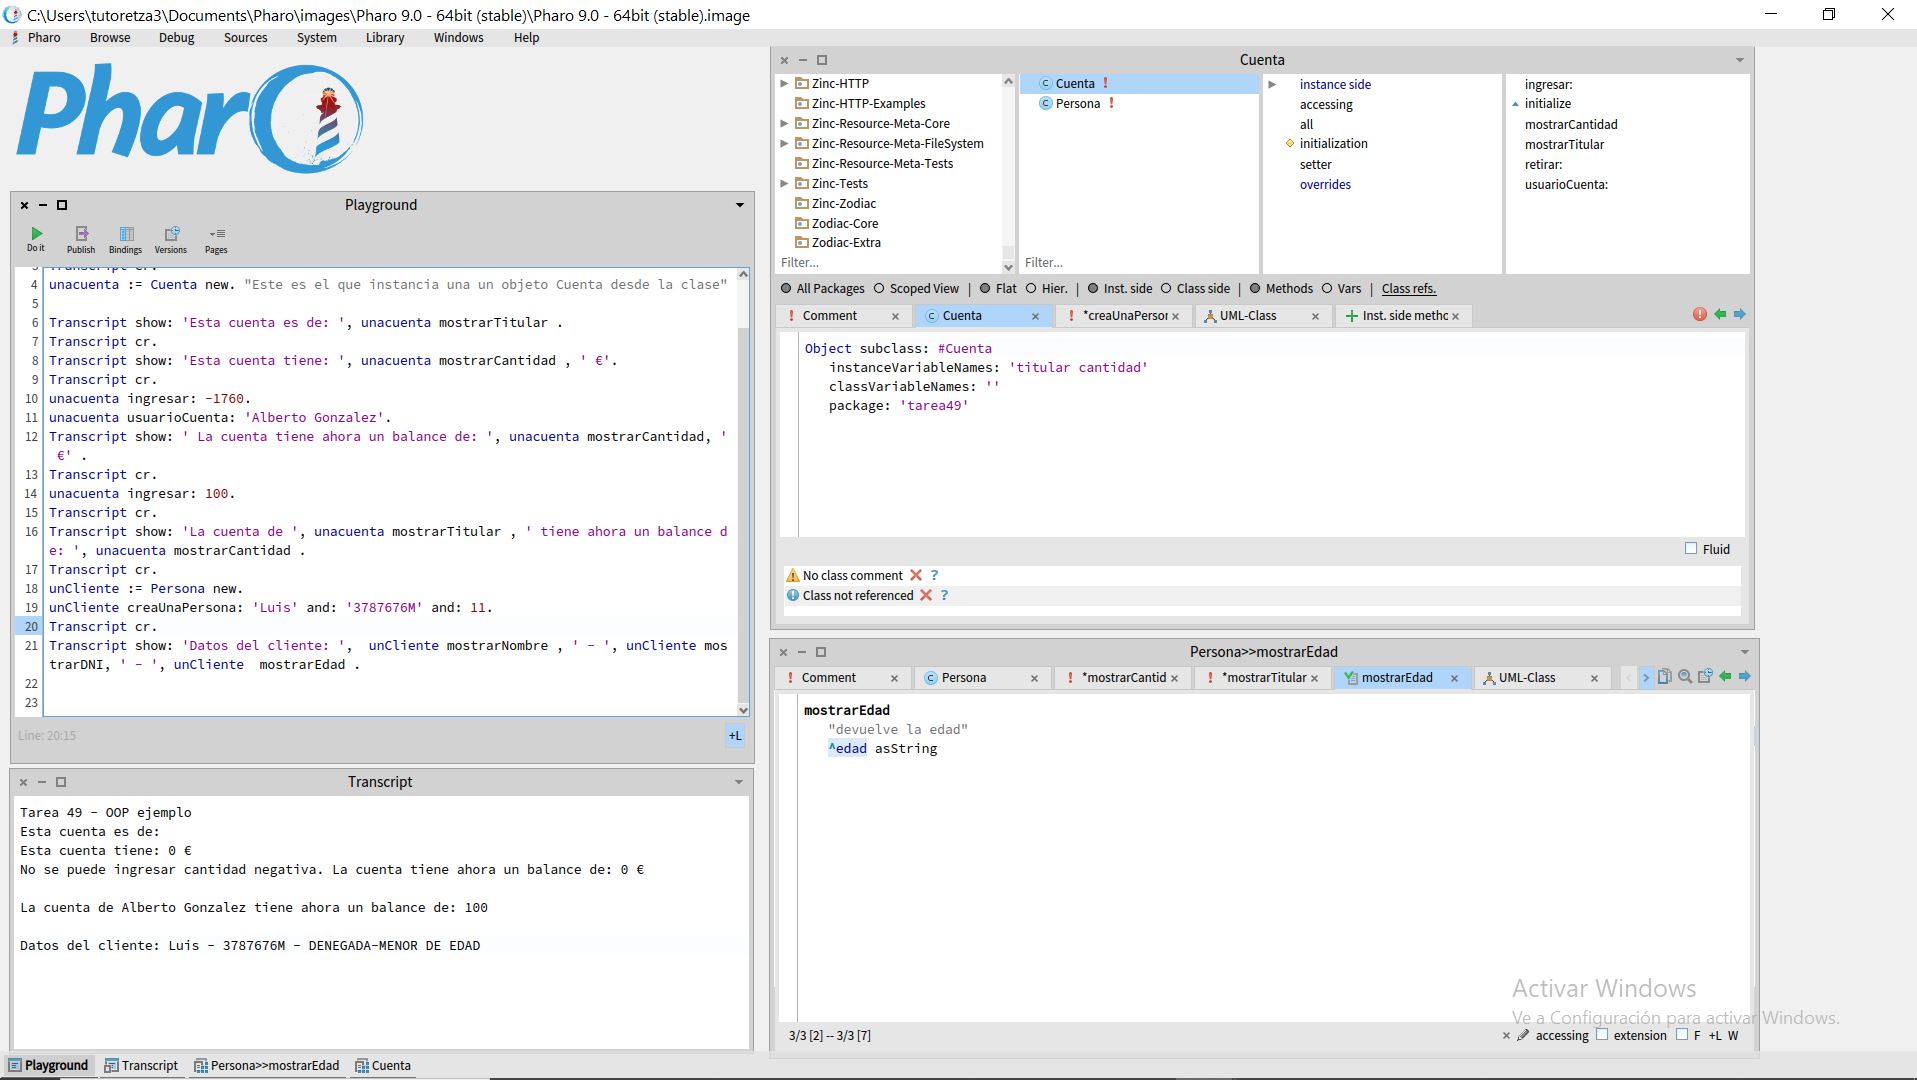 C:\Users\tutoretza3\Documents\Pharo\images\Pharo 9.0 - 64bit (stable)\Pharo 9.0 - 64bit (stable).image
Pharo Browse Debug Sources System Library Windows Help
Pharo
Playground
Do it Publish Bindings Versions Pages
4 unacuenta := Cuenta new. "Este es el que instancia una un objeto Cuenta desde la clase"
5
6 Transcript show: 'Esta cuenta es de: ', unacuenta mostrarTitular .
7 Transcript cr.
8 Transcript show: 'Esta cuenta tiene: ', unacuenta mostrarCantidad , ' €'.
9 Transcript cr.
10 unacuenta ingresar: -1760.
11 unacuenta usuarioCuenta: 'Alberto Gonzalez'.
12 Transcript show: ' La cuenta tiene ahora un balance de: ', unacuenta mostrarCantidad, '
€' .
13 Transcript cr.
14 unacuenta ingresar: 100.
15 Transcript cr.
16 Transcript show: 'La cuenta de ', unacuenta mostrarTitular , ' tiene ahora un balance d
e: ', unacuenta mostrarCantidad .
17 Transcript cr.
18 unCliente := Persona new.
19 unCliente creaUnaPersona: 'Luis' and: '3787676M' and: 11.
20 Transcript cr.
21 Transcript show: 'Datos del cliente: ', unCliente mostrarNombre , ' - ', unCliente mos
trarDNI, ' - ', unCliente mostrarEdad .
22
23
Line: 20:15 +L
Transcript
Tarea 49 - OOP ejemplo
Esta cuenta es de:
Esta cuenta tiene: 0 €
No se puede ingresar cantidad negativa. La cuenta tiene ahora un balance de: 0 €
La cuenta de Alberto Gonzalez tiene ahora un balance de: 100
Datos del cliente: Luis - 3787676M - DENEGADA-MENOR DE EDAD
Cuenta
Zinc-HTTP
Zinc-HTTP-Examples
Zinc-Resource-Meta-Core
Zinc-Resource-Meta-FileSystem
Zinc-Resource-Meta-Tests
Zinc-Tests
Zinc-Zodiac
Zodiac-Core
Zodiac-Extra
Filter...
Cuenta !
Persona !
Filter...
instance side
accessing
all
initialization
setter
overrides
ingresar:
initialize
mostrarCantidad
mostrarTitular
retirar:
usuarioCuenta:
All Packages Scoped View | Flat Hier. | Inst. side Class side | Methods Vars | Class refs.
! Comment Cuenta ! *creaUnaPersor UML-Class Inst. side methc
Object subclass: #Cuenta
instanceVariableNames: 'titular cantidad'
classVariableNames: ''
package: 'tarea49'
Fluid
No class comment ?
Class not referenced ?
Persona>>mostrarEdad
! Comment Persona ! *mostrarCantid ! *mostrarTitular mostrarEdad UML-Class
mostrarEdad
"devuelve la edad"
^edad asString
Activar Windows
Ve a Configuración para activar Windows.
3/3 [2] -- 3/3 [7] accessing extension F +L W
Playground Transcript Persona>>mostrarEdad Cuenta